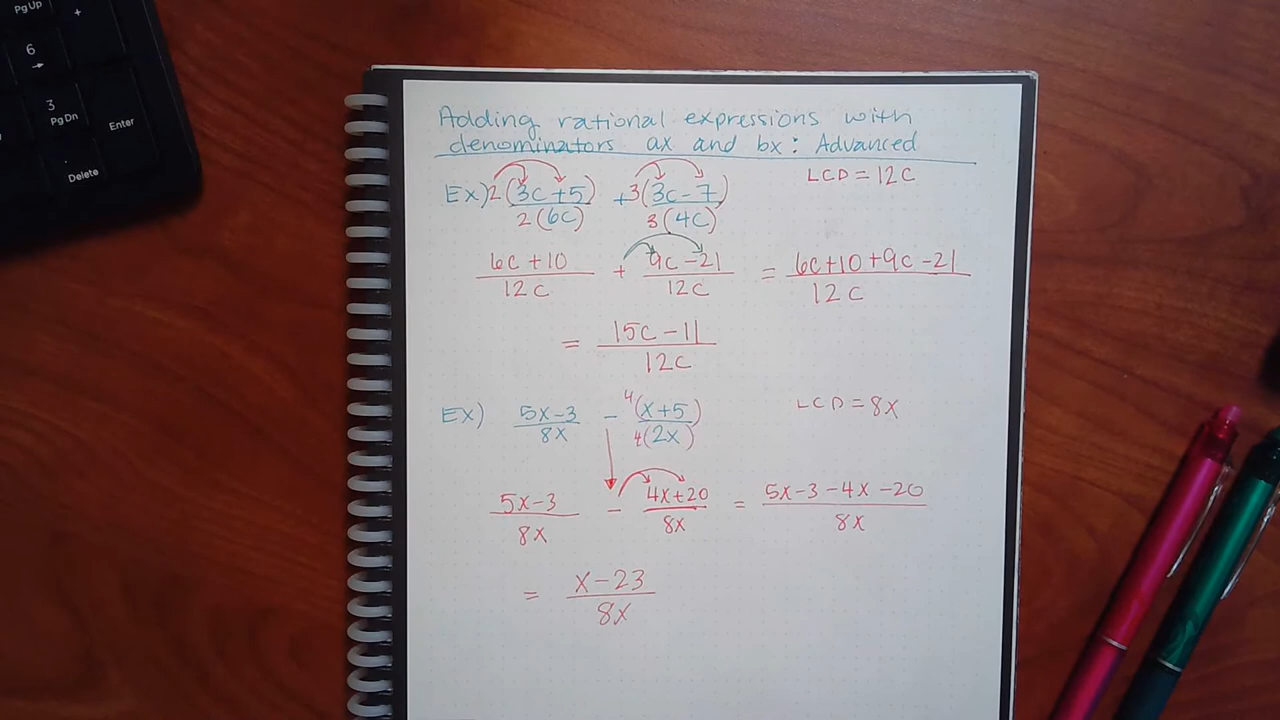 PgUp
+
6
→
3
PgDn
Enter
.
Delete
Adding rational expressions with
denominators ax and bx: Advanced
LCD = 12c
Ex) 2(3c+5) +3(3c-7)
2(6c) 3(4c)
6c+10 + 9c-21 = 6c+10+9c-21
12c 12c 12c
= 15c-11
12c
Ex) 5x-3 - 4(x+5) LCD = 8x
8x 4(2x)
5x-3 - 4x+20 = 5x-3-4x-20
8x 8x 8x
= x-23
8x